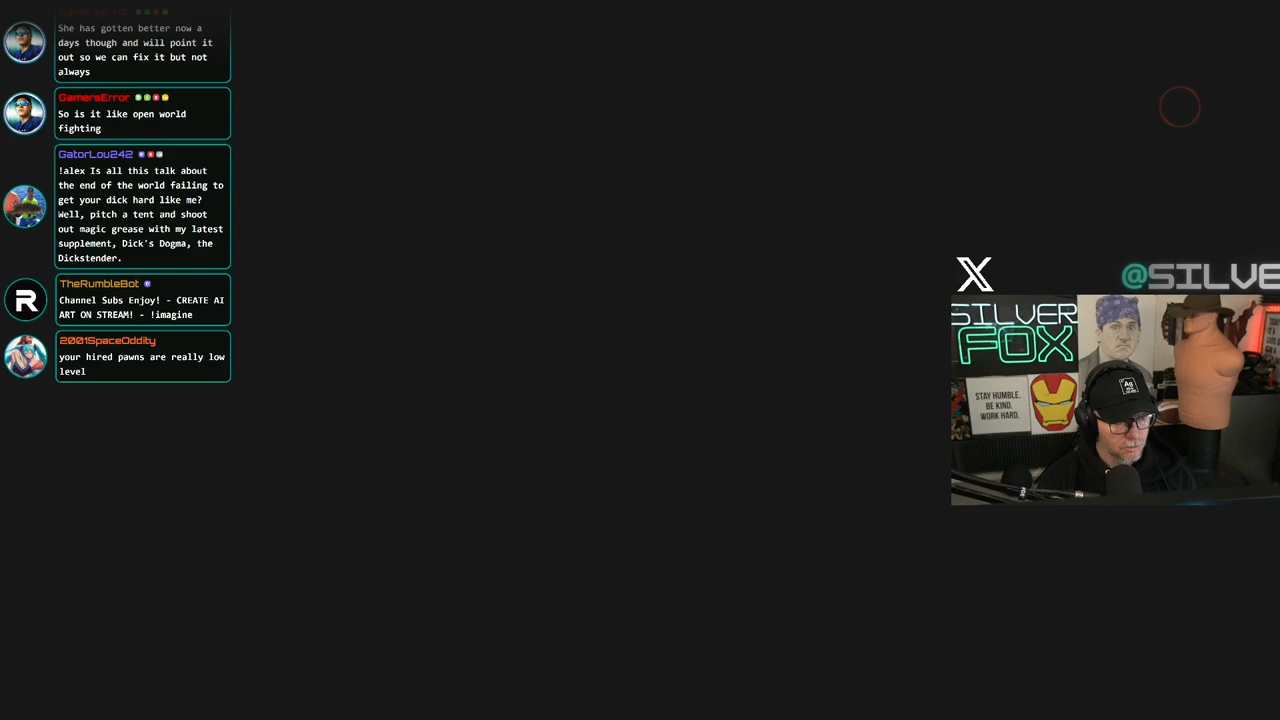 GamersError
She has gotten better now a
days though and will point it
out so we can fix it but not
always
GamersError
So is it like open world
fighting
GatorLou242
!alex Is all this talk about
the end of the world failing to
get your dick hard like me?
Well, pitch a tent and shoot
out magic grease with my latest
supplement, Dick's Dogma, the
Dickstender.
TheRumbleBot
R
Channel Subs Enjoy! - CREATE AI
ART ON STREAM! - !imagine
2001SpaceOddity
your hired pawns are really low
level
X
@SILVE
SILVER
FOX
STAY HUMBLE.
BE KIND.
WORK HARD.
Ag